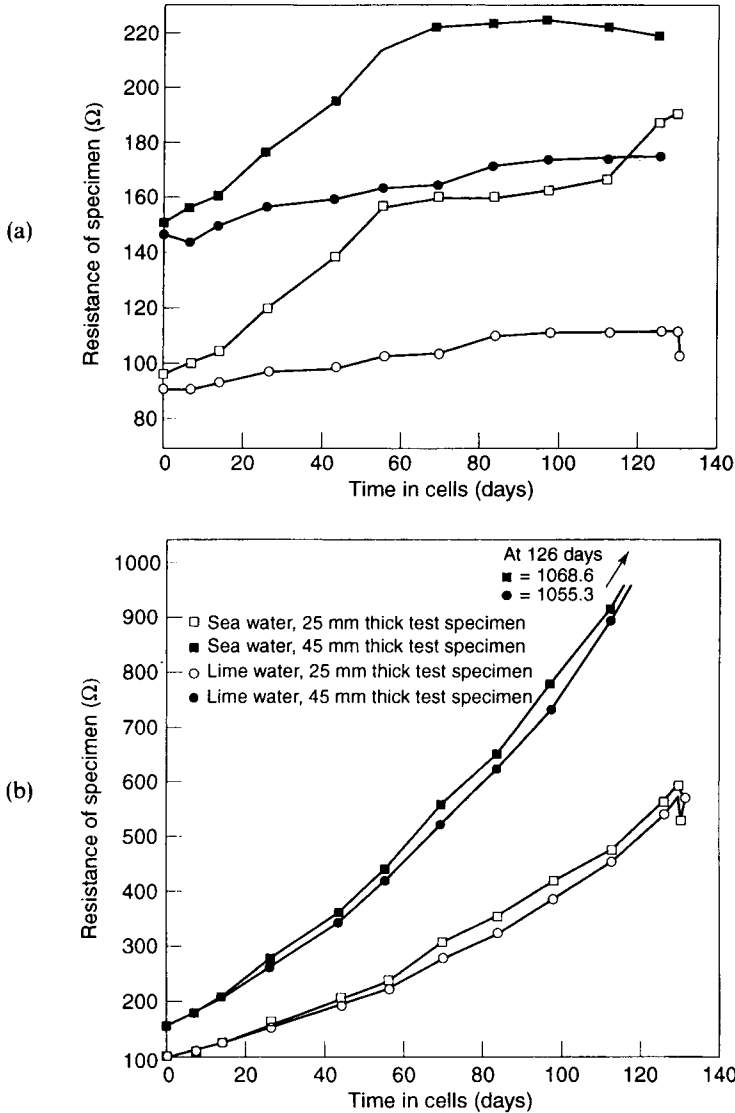 (a)
Resistance of specimen (Ω)
220
200
180
160
140
120
100
80
0
20
40
60
80
100
120
140
Time in cells (days)
(b)
Resistance of specimen (Ω)
1000
900
800
700
600
500
400
300
200
100
At 126 days
■ = 1068.6
● = 1055.3
□ Sea water, 25 mm thick test specimen
■ Sea water, 45 mm thick test specimen
○ Lime water, 25 mm thick test specimen
● Lime water, 45 mm thick test specimen
0
20
40
60
80
100
120
140
Time in cells (days)